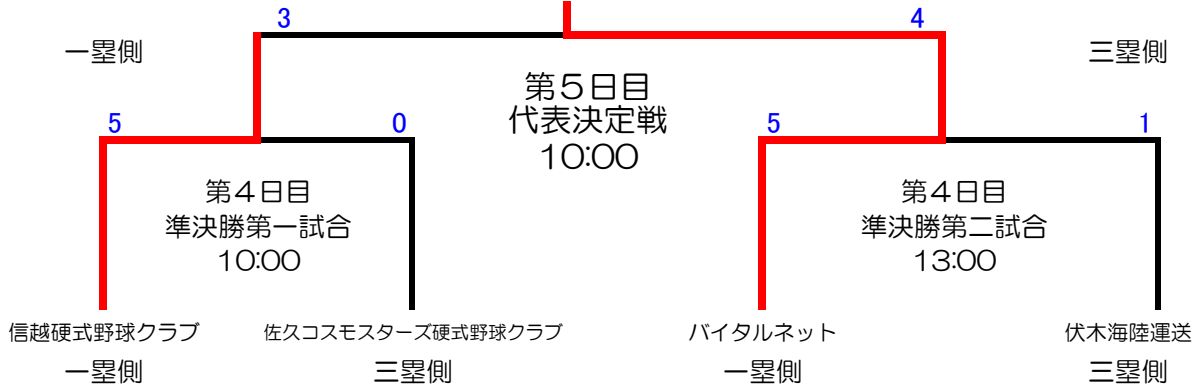 3
4
一塁側
三塁側
第5日目
代表決定戦
10:00
5
0
5
1
第4日目
準決勝第一試合
10:00
第4日目
準決勝第二試合
13:00
信越硬式野球クラブ
佐久コスモスターズ硬式野球クラブ
バイタルネット
伏木海陸運送
一塁側
三塁側
一塁側
三塁側